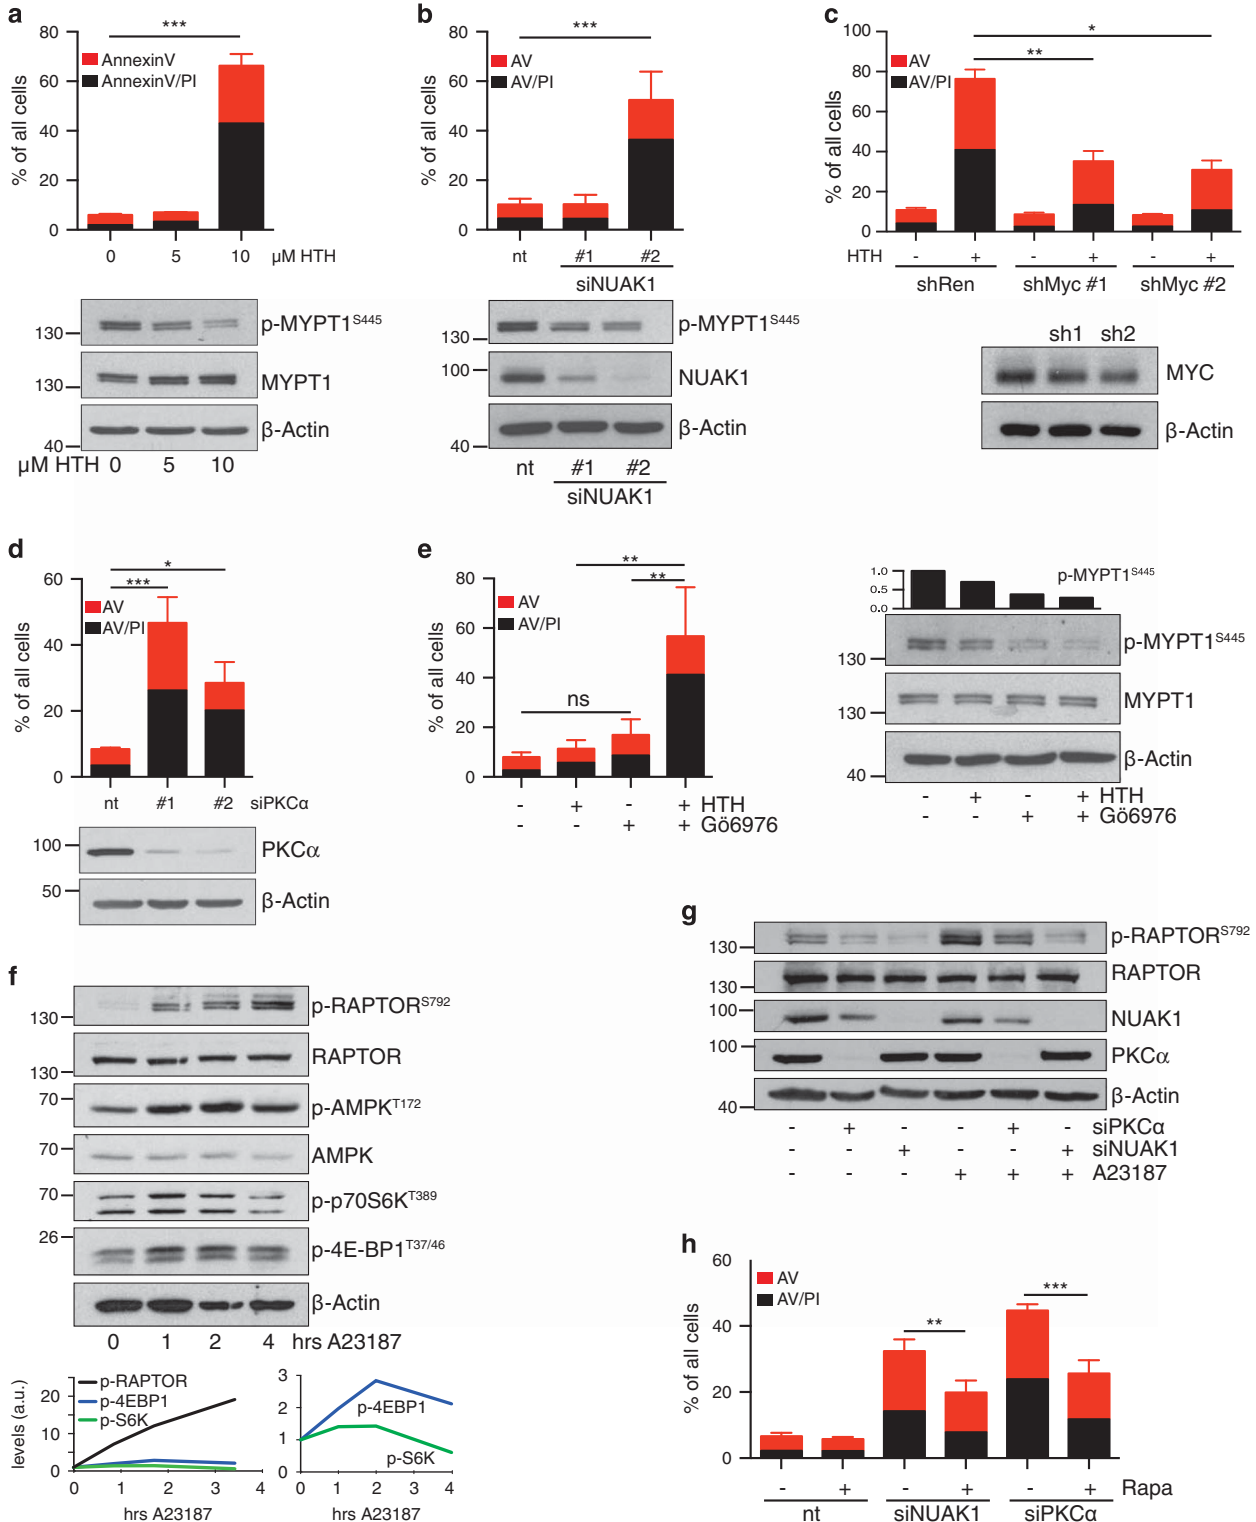 a
***
80
60
40
20
0
% of all cells
AnnexinV
AnnexinV/PI
0 5 10 µM HTH
p-MYPT1S445
130
MYPT1
130
β-Actin
40
µM HTH 0 5 10
b
***
80
60
40
20
0
% of all cells
AV
AV/PI
nt #1 #2
siNUAK1
p-MYPT1S445
130
100
NUAK1
β-Actin
40
nt #1 #2
siNUAK1
c
*
**
100
80
60
40
20
0
% of all cells
AV
AV/PI
HTH - + - + - +
shRen shMyc #1 shMyc #2
sh1 sh2
MYC
β-Actin
d
*
***
60
40
20
0
% of all cells
AV
AV/PI
nt #1 #2 siPKCα
100
PKCα
50
β-Actin
e
**
**
ns
80
60
40
20
0
% of all cells
AV
AV/PI
- + - + HTH
- - + + Gö6976
1.0
0.5
0.0
p-MYPT1S445
p-MYPT1S445
130
MYPT1
130
β-Actin
40
- + - + HTH
- - + + Gö6976
f
p-RAPTORS792
130
RAPTOR
130
70
p-AMPKT172
70
AMPK
70
p-p70S6KT389
26
p-4E-BP1T37/46
β-Actin
0 1 2 4 hrs A23187
levels (a.u.)
20
10
0
p-RAPTOR
p-4EBP1
p-S6K
0 1 2 3 4
hrs A23187
3
2
1
0
p-4EBP1
p-S6K
0 1 2 3 4
hrs A23187
g
p-RAPTORS792
130
RAPTOR
130
100
NUAK1
100
PKCα
β-Actin
40
- + - - + - siPKCα
- - + - - + siNUAK1
- - - + + + A23187
h
60
40
20
0
% of all cells
AV
AV/PI
**
***
- + - + - + Rapa
nt siNUAK1 siPKCα